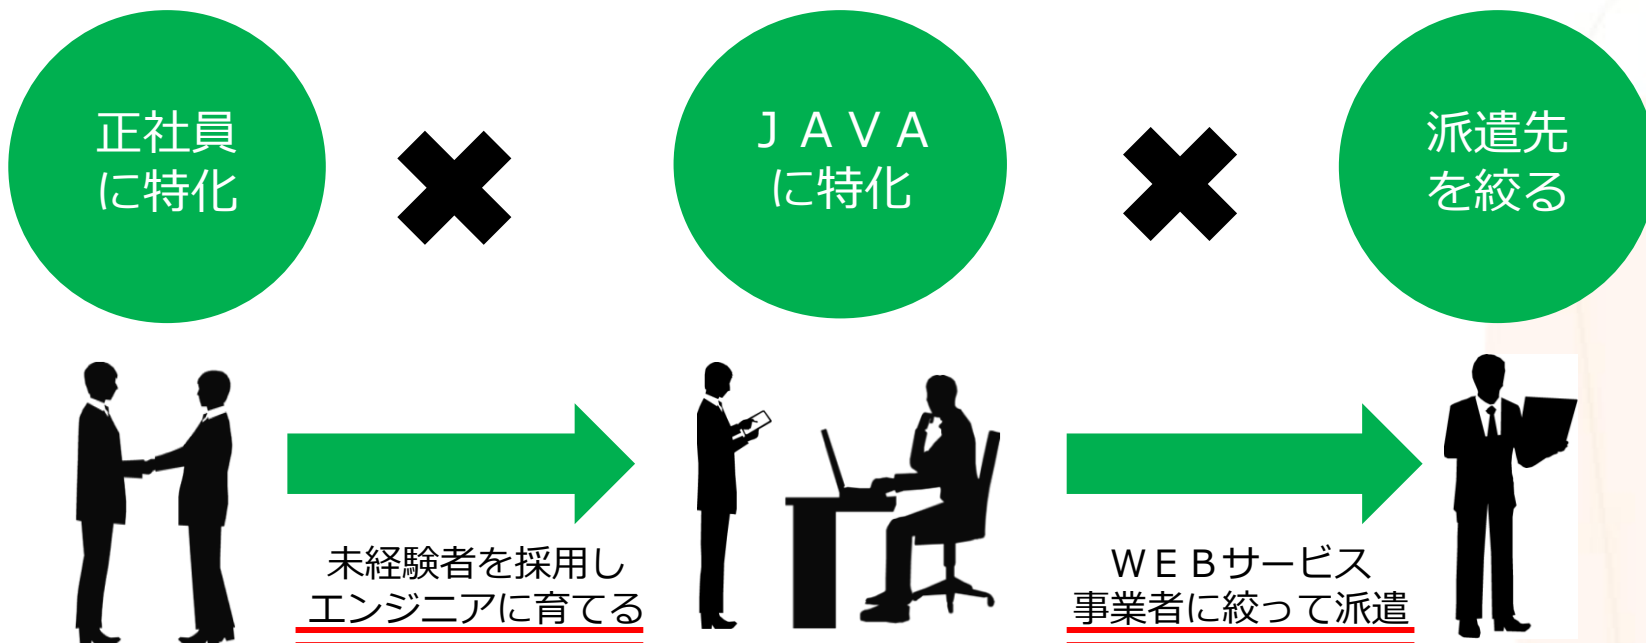 正社員
に特化
ＪＡＶＡ
に特化
派遣先
を絞る
未経験者を採用し
エンジニアに育てる
ＷＥＢサービス
事業者に絞って派遣